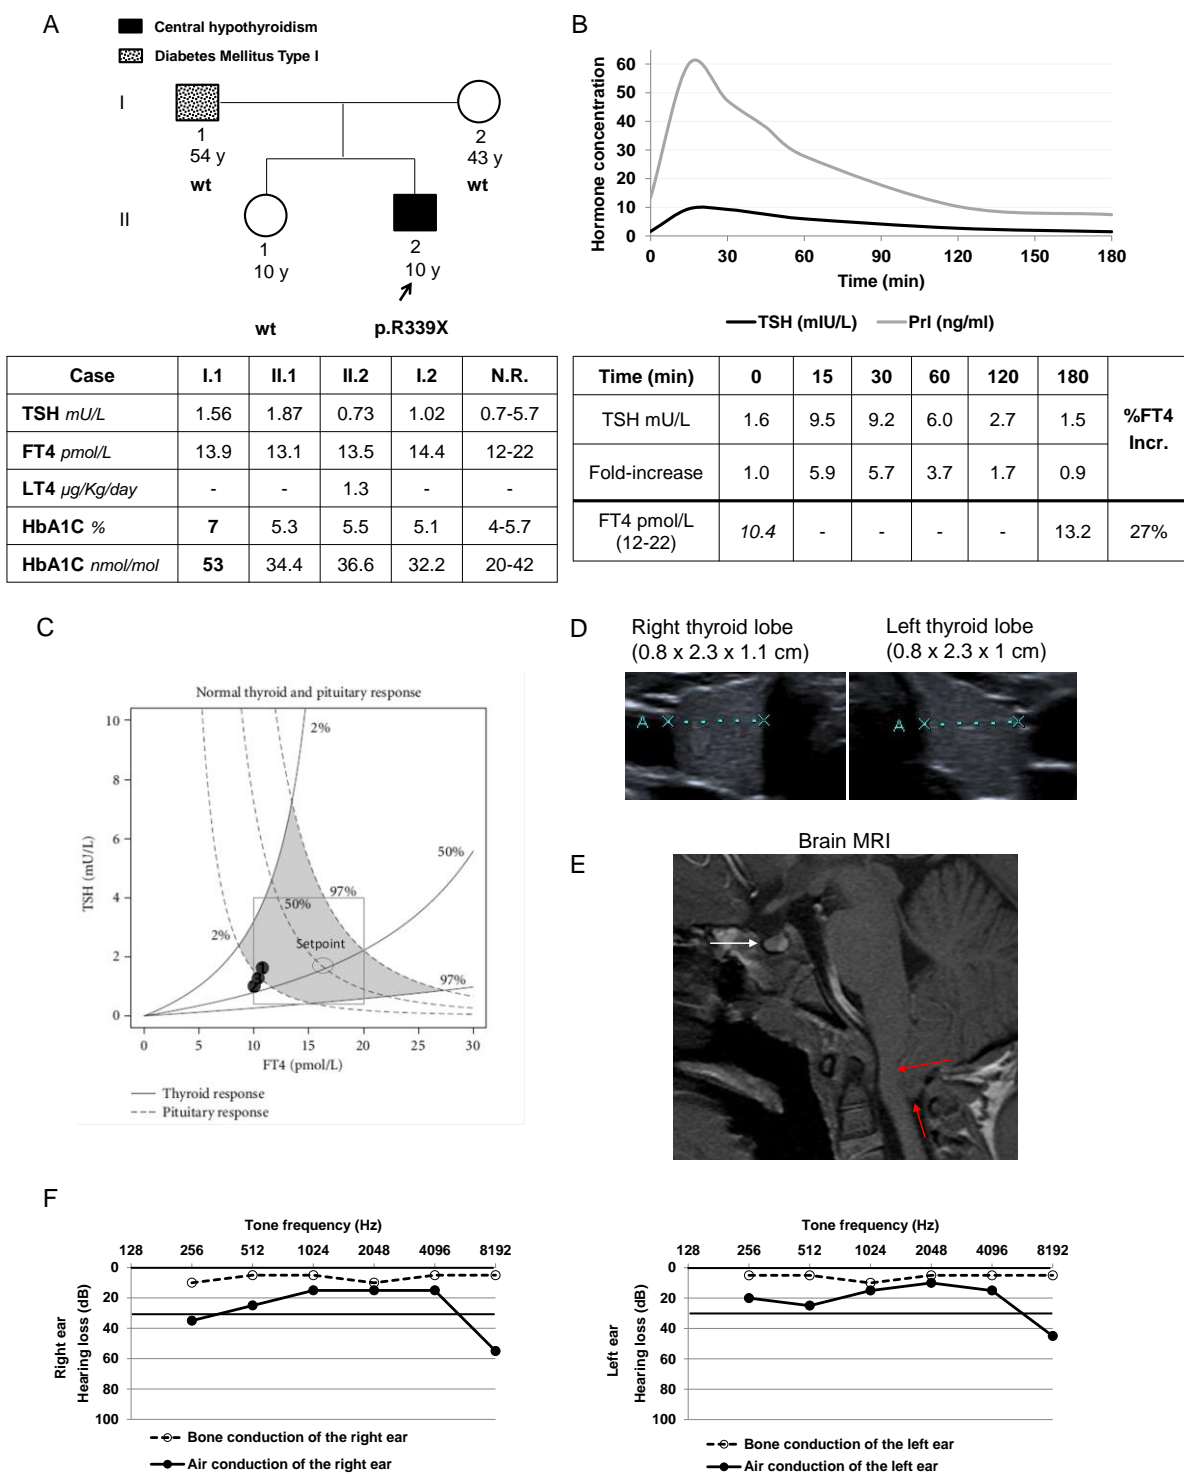 A
Central hypothyroidism
Diabetes Mellitus Type I
I
1
54 y
wt
2
43 y
wt
II
1
10 y
wt
2
10 y
p.R339X
Case I.1 II.1 II.2 I.2 N.R.
TSH mU/L 1.56 1.87 0.73 1.02 0.7-5.7
FT4 pmol/L 13.9 13.1 13.5 14.4 12-22
LT4 µg/Kg/day - - 1.3 - -
HbA1C % 7 5.3 5.5 5.1 4-5.7
HbA1C nmol/mol 53 34.4 36.6 32.2 20-42
B
Hormone concentration
60
50
40
30
20
10
0
0 30 60 90 120 150 180
Time (min)
TSH (mIU/L) Prl (ng/ml)
Time (min) 0 15 30 60 120 180 %FT4 Incr.
TSH mU/L 1.6 9.5 9.2 6.0 2.7 1.5
Fold-increase 1.0 5.9 5.7 3.7 1.7 0.9
FT4 pmol/L (12-22) 10.4 - - - - 13.2 27%
C
Normal thyroid and pituitary response
TSH (mU/L)
10
8
6
4
2
0
2%
50%
97%
50%
2%
Setpoint
97%
1
0 5 10 15 20 25 30
FT4 (pmol/L)
Thyroid response
Pituitary response
D
Right thyroid lobe
(0.8 x 2.3 x 1.1 cm)
Left thyroid lobe
(0.8 x 2.3 x 1 cm)
A
A
E
Brain MRI
F
Tone frequency (Hz)
128 256 512 1024 2048 4096 8192
Right ear
Hearing loss (dB)
0
20
40
60
80
100
Bone conduction of the right ear
Air conduction of the right ear
Tone frequency (Hz)
128 256 512 1024 2048 4096 8192
Left ear
Hearing loss (dB)
0
20
40
60
80
100
Bone conduction of the left ear
Air conduction of the left ear